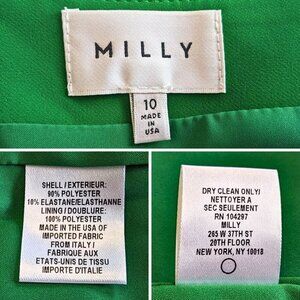 MILLY
10
MADE
IN
USA
SHELL / EXTERIEUR:
90% POLYESTER
10% ELASTANE/ELASTHANNE
LINING / DOUBLURE:
100% POLYESTER
MADE IN THE USA OF
IMPORTED FABRIC
FROM ITALY /
FABRIQUE AUX
ETATS-UNIS DE TISSU
IMPORTE D'ITALIE
DRY CLEAN ONLY/
NETTOYER A
SEC SEULEMENT
RN 104297
MILLY
265 W 37TH ST
20TH FLOOR
NEW YORK, NY 10018